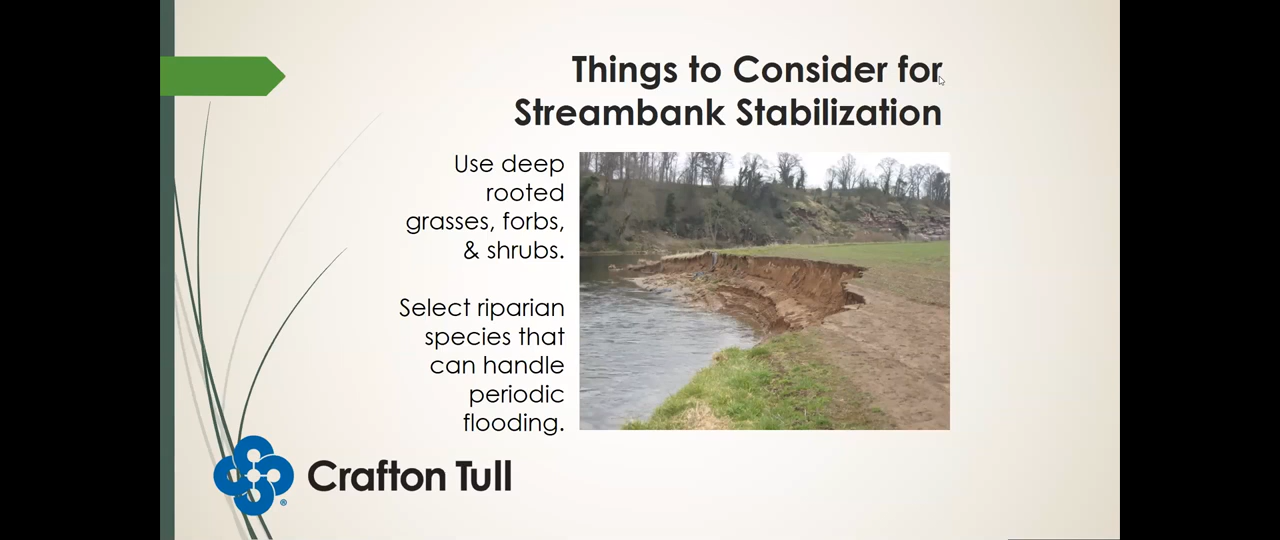 Things to Consider for
Streambank Stabilization
Use deep
rooted
grasses, forbs,
& shrubs.
Select riparian
species that
can handle
periodic
flooding.
Crafton Tull
®